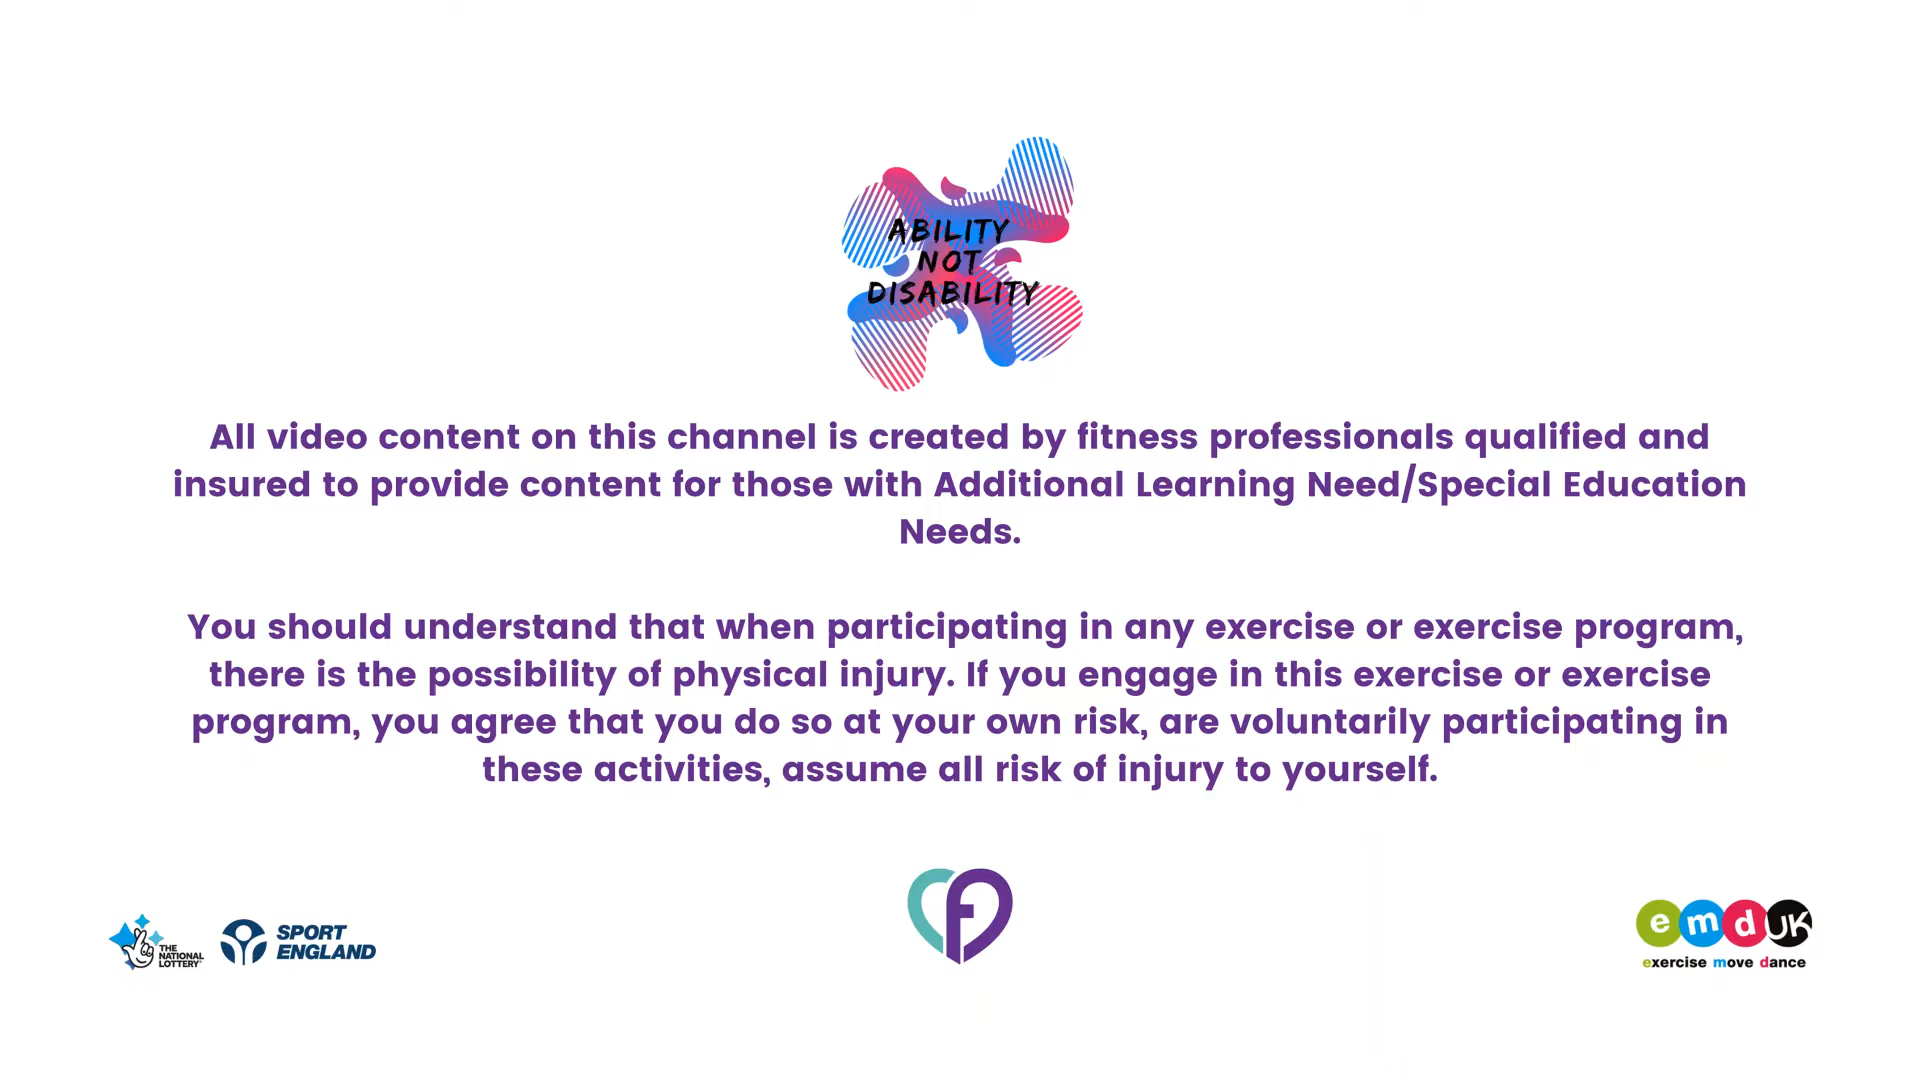 ABILITY
NOT
DISABILITY
All video content on this channel is created by fitness professionals qualified and
insured to provide content for those with Additional Learning Need/Special Education
Needs.
You should understand that when participating in any exercise or exercise program,
there is the possibility of physical injury. If you engage in this exercise or exercise
program, you agree that you do so at your own risk, are voluntarily participating in
these activities, assume all risk of injury to yourself.
THE
NATIONAL
LOTTERY
SPORT
ENGLAND
f
emduk
exercise move dance